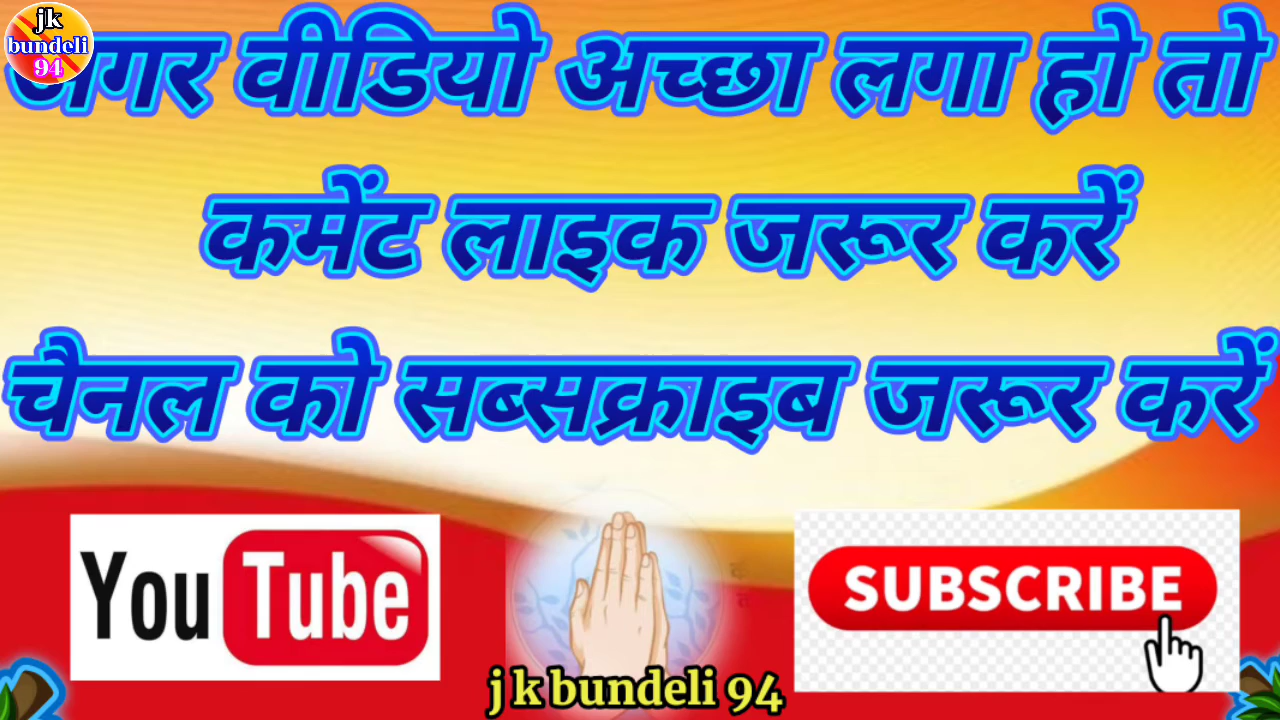 jk
bundeli
94
अगर वीडियो अच्छा लगा हो तो
कमेंट लाइक जरूर करें
चैनल को सब्सक्राइब जरूर करें
YouTube
SUBSCRIBE
j k bundeli 94